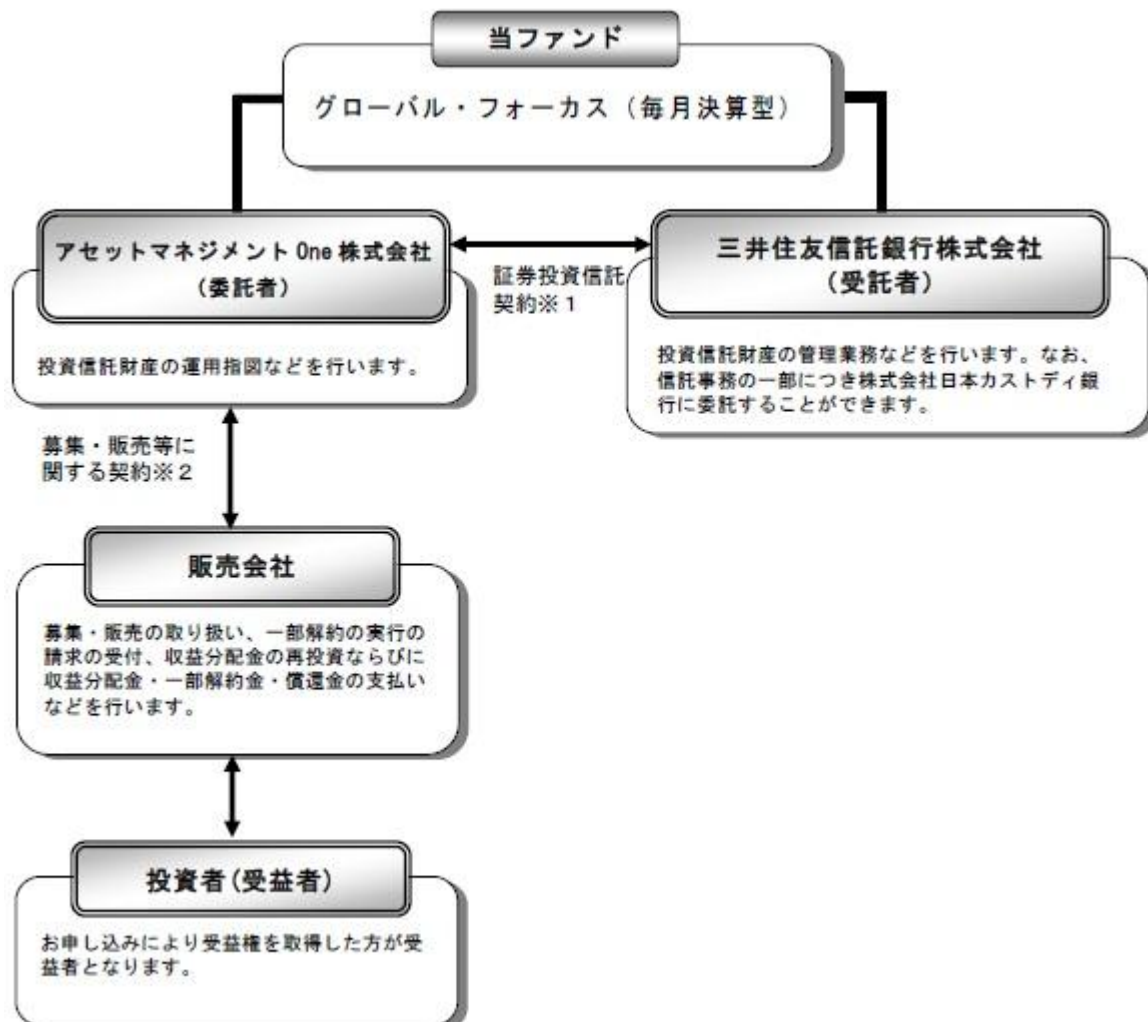 当ファンド
グローバル・フォーカス（毎月決算型）
アセットマネジメント One 株式会社
（委託者）
投資信託財産の運用指図などを行います。
証券投資信託
契約※１
三井住友信託銀行株式会社
（受託者）
投資信託財産の管理業務などを行います。なお、
信託事務の一部につき株式会社日本カストディ銀
行に委託することができます。
募集・販売等に
関する契約※２
販売会社
募集・販売の取り扱い、一部解約の実行の
請求の受付、収益分配金の再投資ならびに
収益分配金・一部解約金・償還金の支払い
などを行います。
投資者(受益者)
お申し込みにより受益権を取得した方が受
益者となります。